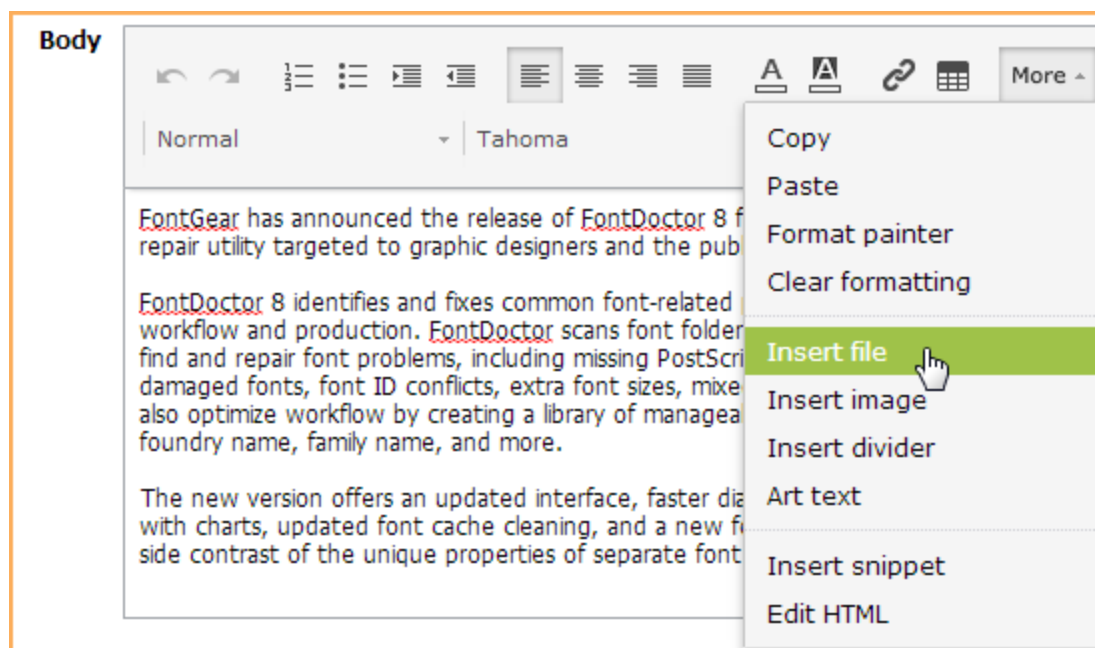 Body
More
Normal
Tahoma
Copy
Paste
Format painter
Clear formatting
Insert file
Insert image
Insert divider
Art text
Insert snippet
Edit HTML
FontGear has announced the release of FontDoctor 8 f
repair utility targeted to graphic designers and the pub
FontDoctor 8 identifies and fixes common font-related
workflow and production. FontDoctor scans font folder
find and repair font problems, including missing PostScri
damaged fonts, font ID conflicts, extra font sizes, mixe
also optimize workflow by creating a library of managea
foundry name, family name, and more.
The new version offers an updated interface, faster dia
with charts, updated font cache cleaning, and a new f
side contrast of the unique properties of separate font